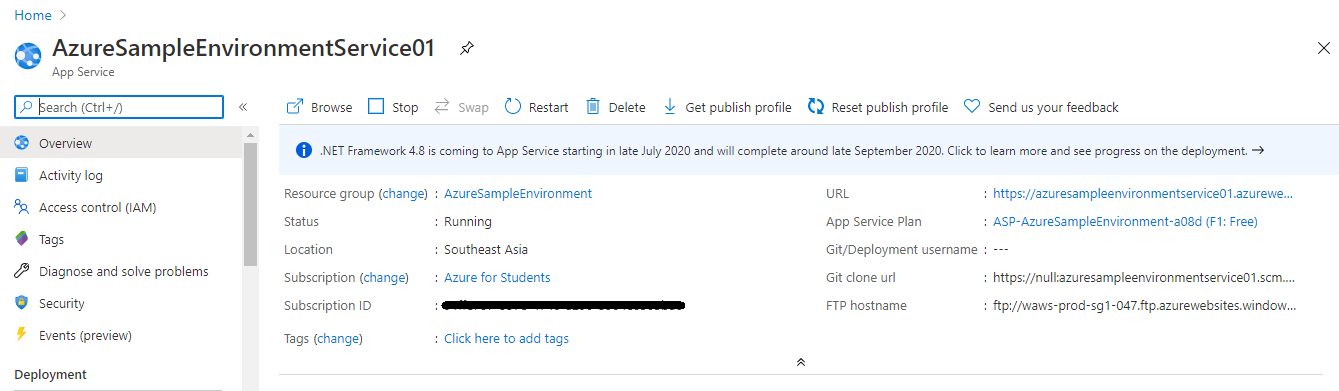 Home >
AzureSampleEnvironmentService01
App Service
Search (Ctrl+/)
«
Browse Stop Swap Restart Delete Get publish profile Reset publish profile Send us your feedback
Overview
Activity log
Access control (IAM)
Tags
Diagnose and solve problems
Security
Events (preview)
Deployment
.NET Framework 4.8 is coming to App Service starting in late July 2020 and will complete around late September 2020. Click to learn more and see progress on the deployment. →
Resource group (change) : AzureSampleEnvironment
Status : Running
Location : Southeast Asia
Subscription (change) : Azure for Students
Subscription ID :
Tags (change) : Click here to add tags
URL : https://azuresampleenvironmentservice01.azurewe...
App Service Plan : ASP-AzureSampleEnvironment-a08d (F1: Free)
Git/Deployment username : ---
Git clone url : https://null:azuresampleenvironmentservice01.scm....
FTP hostname : ftp://waws-prod-sg1-047.ftp.azurewebsites.window...